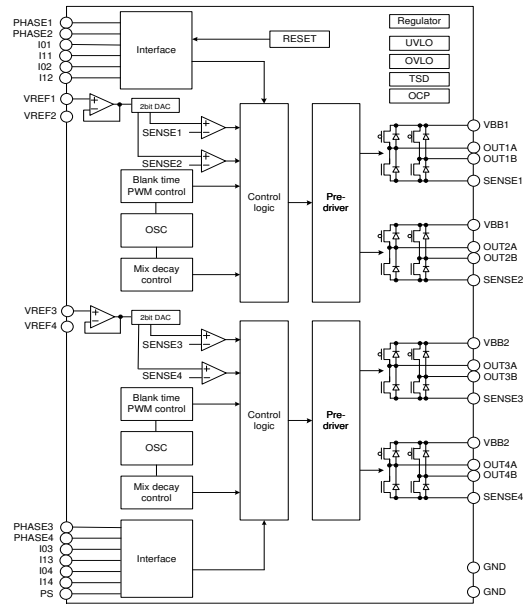 PHASE1
PHASE2
I01
I11
I02
I12
Interface
RESET
Regulator
UVLO
OVLO
TSD
OCP
VREF1
VREF2
2bit DAC
SENSE1
SENSE2
Blank time
PWM control
OSC
Mix decay
control
Control
logic
Pre-
driver
VBB1
OUT1A
OUT1B
SENSE1
VBB1
OUT2A
OUT2B
SENSE2
VREF3
VREF4
2bit DAC
SENSE3
SENSE4
Blank time
PWM control
OSC
Mix decay
control
Control
logic
Pre-
driver
VBB2
OUT3A
OUT3B
SENSE3
VBB2
OUT4A
OUT4B
SENSE4
PHASE3
PHASE4
I03
I13
I04
I14
PS
Interface
GND
GND